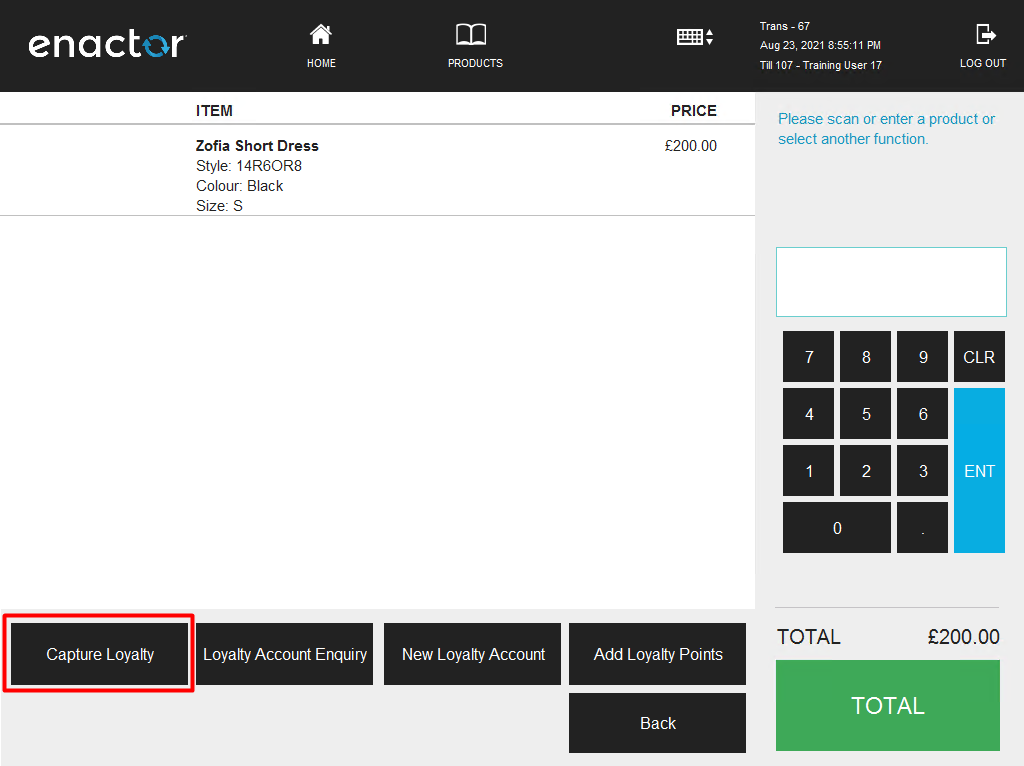 enactor
HOME
PRODUCTS
Trans - 67
Aug 23, 2021 8:55:11 PM
Till 107 - Training User 17
LOG OUT
ITEM PRICE
Zofia Short Dress £200.00
Style: 14R6OR8
Colour: Black
Size: S
Please scan or enter a product or
select another function.
7 8 9 CLR
4 5 6
1 2 3 ENT
0 .
TOTAL £200.00
TOTAL
Capture Loyalty Loyalty Account Enquiry New Loyalty Account Add Loyalty Points
Back